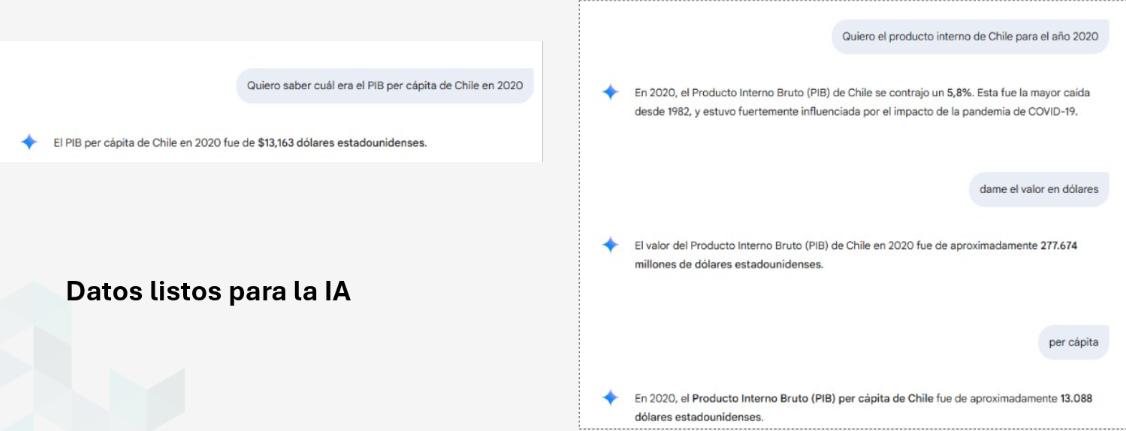 Quiero saber cuál era el PIB per cápita de Chile en 2020
El PIB per cápita de Chile en 2020 fue de $13,163 dólares estadounidenses.
Datos listos para la IA
Quiero el producto interno de Chile para el año 2020
En 2020, el Producto Interno Bruto (PIB) de Chile se contrajo un 5,8%. Esta fue la mayor caída
desde 1982, y estuvo fuertemente influenciada por el impacto de la pandemia de COVID-19.
dame el valor en dólares
El valor del Producto Interno Bruto (PIB) de Chile en 2020 fue de aproximadamente 277.674
millones de dólares estadounidenses.
per cápita
En 2020, el Producto Interno Bruto (PIB) per cápita de Chile fue de aproximadamente 13.088
dólares estadounidenses.